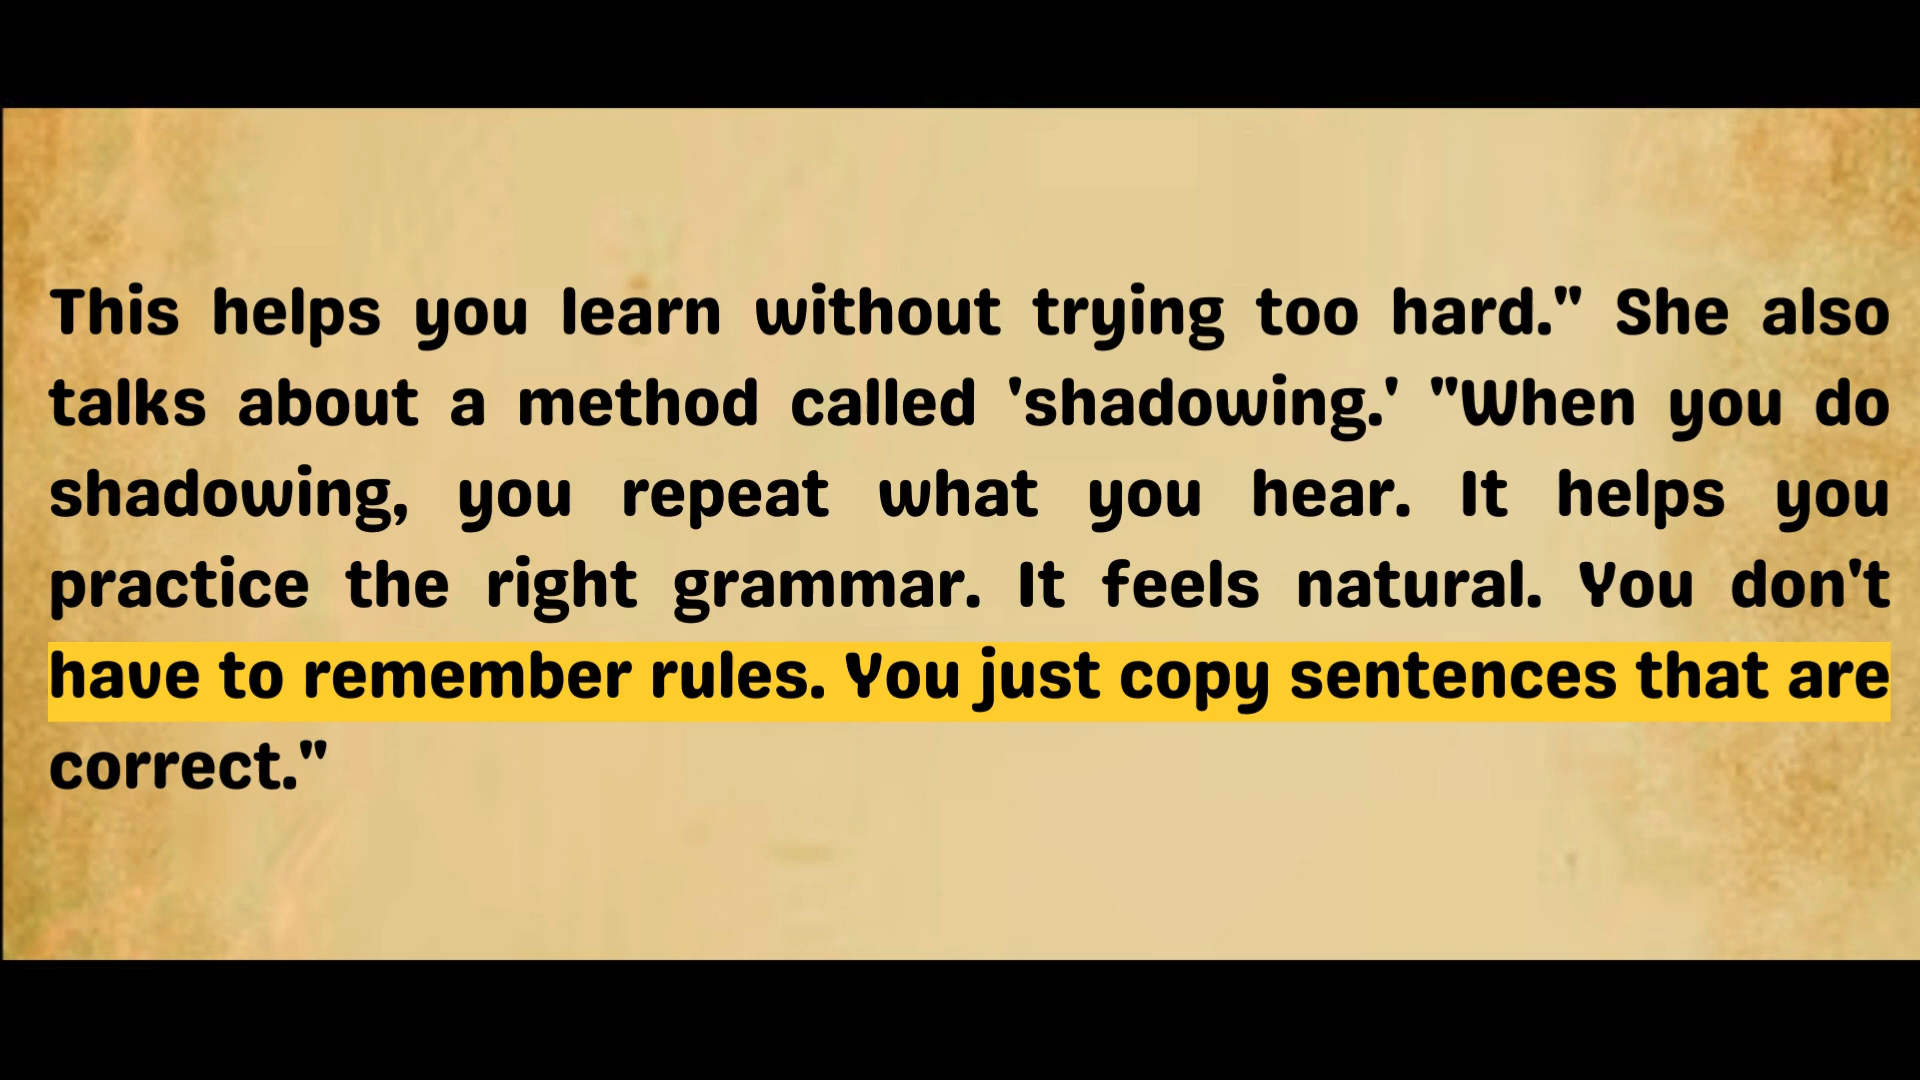 This helps you learn without trying too hard." She also
talks about a method called 'shadowing.' "When you do
shadowing, you repeat what you hear. It helps you
practice the right grammar. It feels natural. You don't
have to remember rules. You just copy sentences that are
correct."